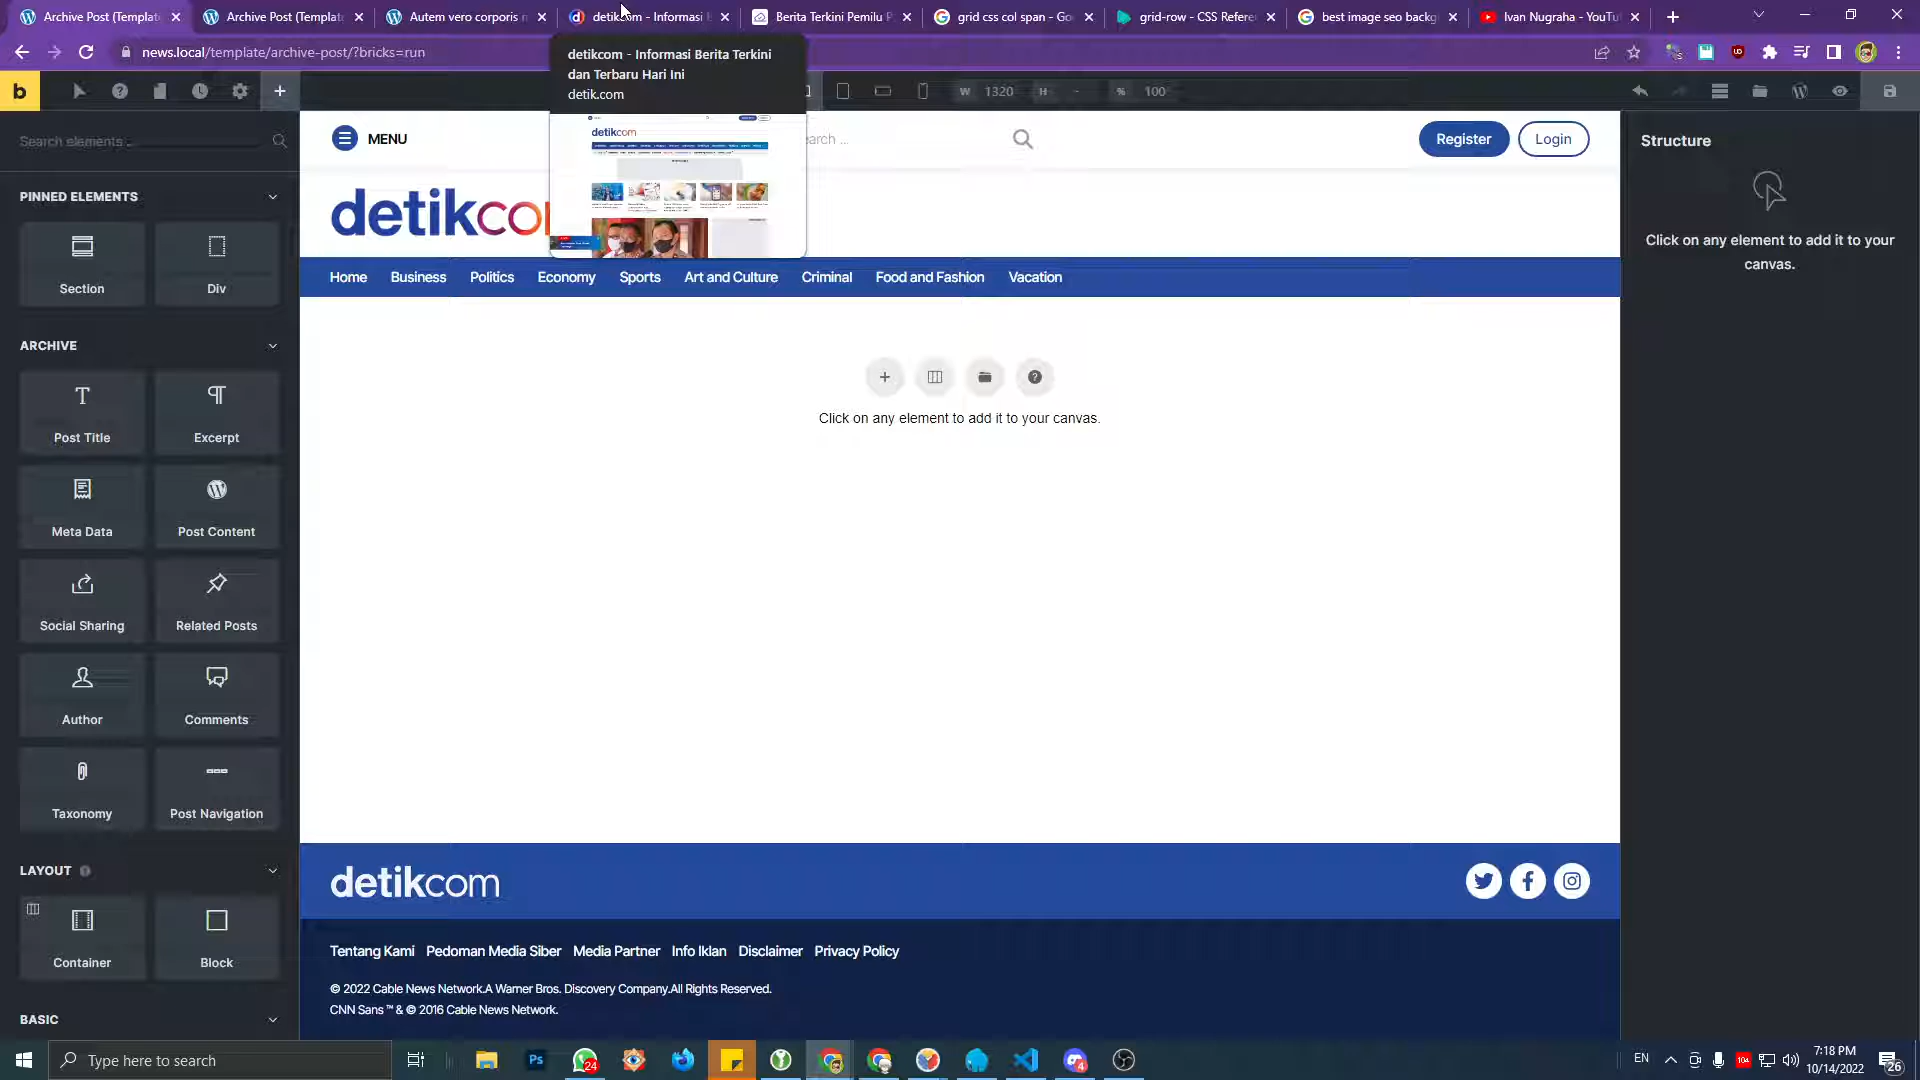 Archive Post (Templat
Archive Post (Templat
Autem vero corporis
detikcom - Informasi
Berita Terkini Pemilu P
grid css col span - Go
grid-row - CSS Refere
best image seo backg
Ivan Nugraha - YouTu
news.local/template/archive-post/?bricks=run
detikcom - Informasi Berita Terkini
dan Terbaru Hari Ini
detik.com
b
W 1320 H - % 100
Search elements ...
MENU
earch ...
Register
Login
Structure
PINNED ELEMENTS
Section
Div
detikcom
detikco
Click on any element to add it to your
canvas.
Home
Business
Politics
Economy
Sports
Art and Culture
Criminal
Food and Fashion
Vacation
ARCHIVE
Post Title
Excerpt
Click on any element to add it to your canvas.
Meta Data
Post Content
Social Sharing
Related Posts
Author
Comments
Taxonomy
Post Navigation
LAYOUT
Container
Block
detikcom
Tentang Kami
Pedoman Media Siber
Media Partner
Info Iklan
Disclaimer
Privacy Policy
© 2022 Cable News Network.A Warner Bros. Discovery Company.All Rights Reserved.
CNN Sans ™ & © 2016 Cable News Network.
BASIC
Type here to search
Ps
24
4
EN
7:18 PM
10/14/2022
26